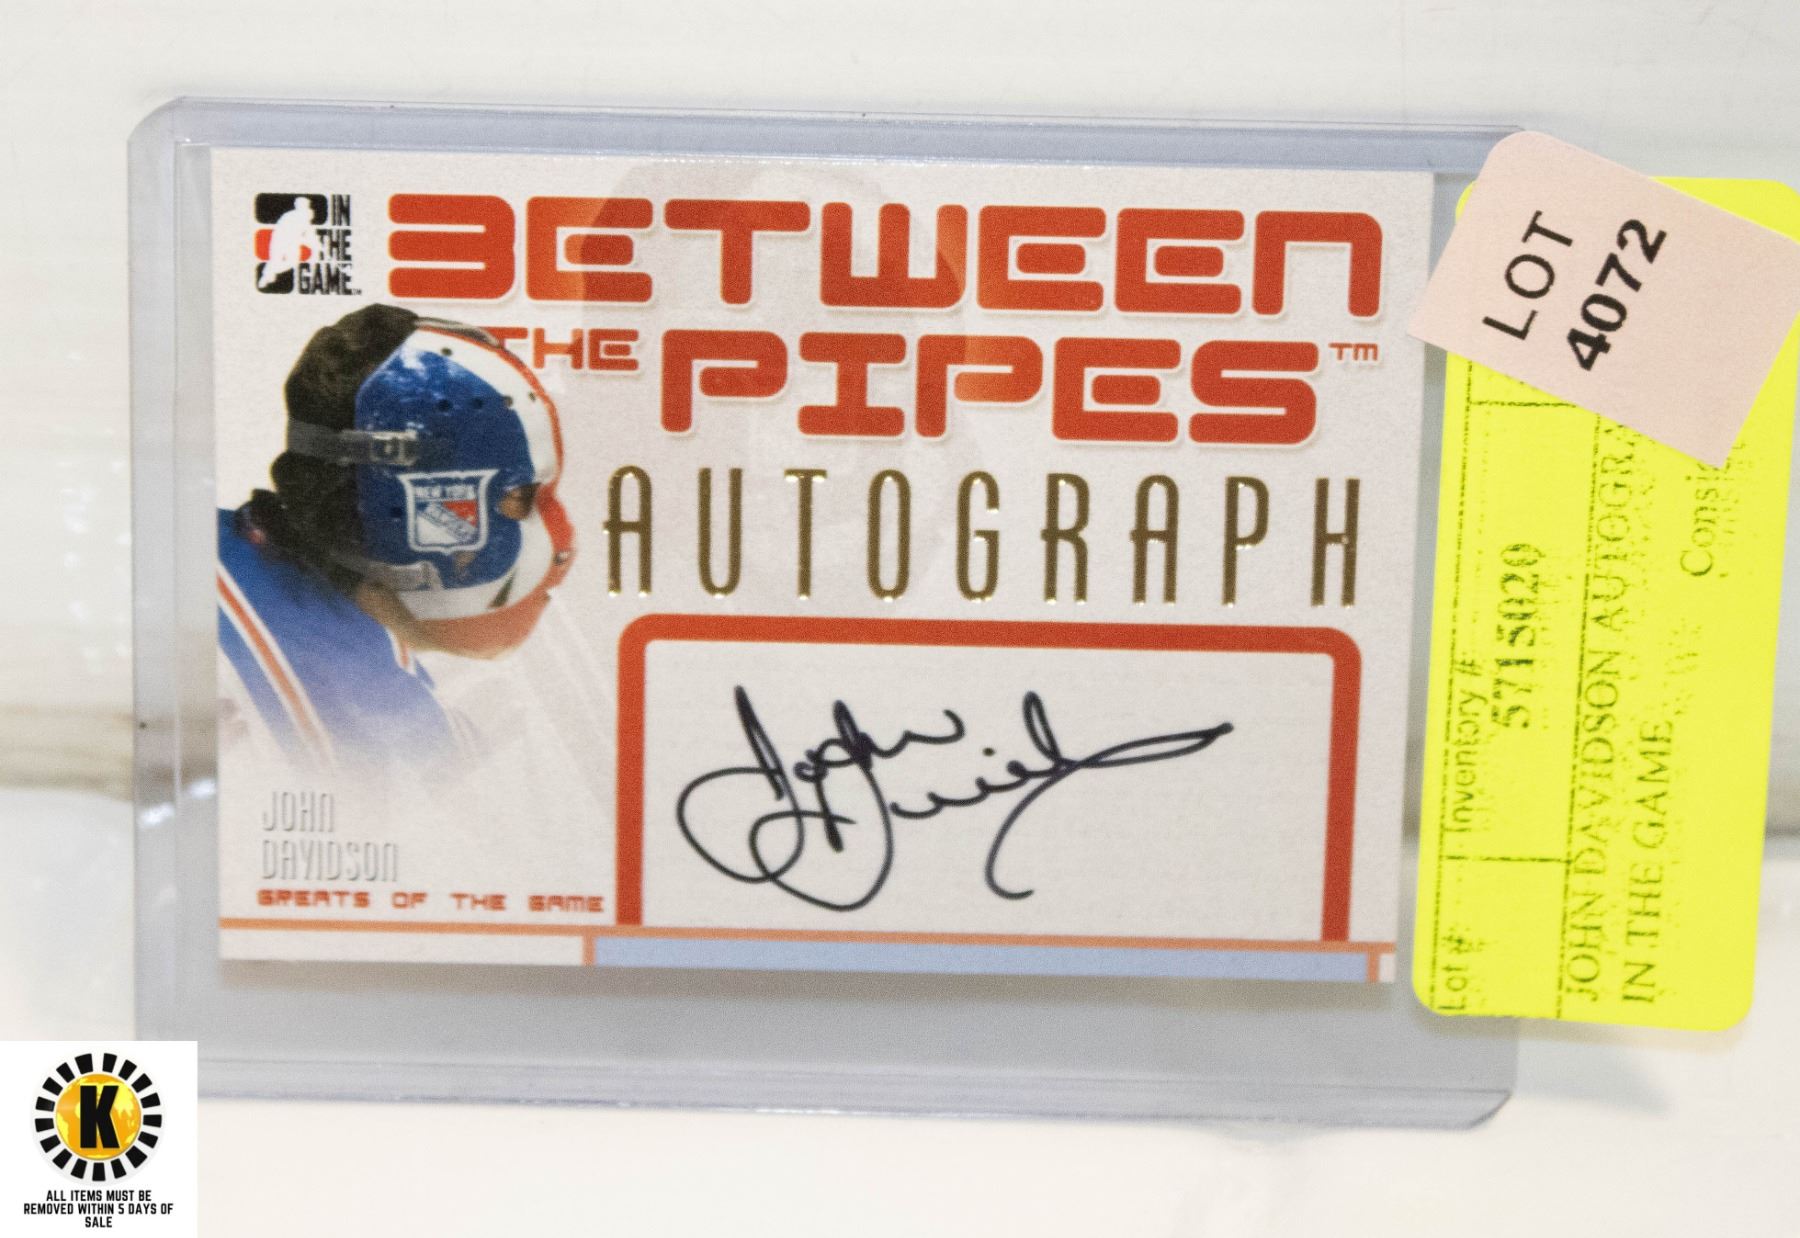 IN
THE
GAME
BETWEEN
THE PIPES™
AUTOGRAPH
NEW YORK
JOHN
DAVIDSON
GREATS OF THE GAME
LOT
4072
Lot # Inventory #
5715020
JOHN DAVIDSON AUTOGRA
IN THE GAME
Consi
K
ALL ITEMS MUST BE
REMOVED WITHIN 5 DAYS OF
SALE